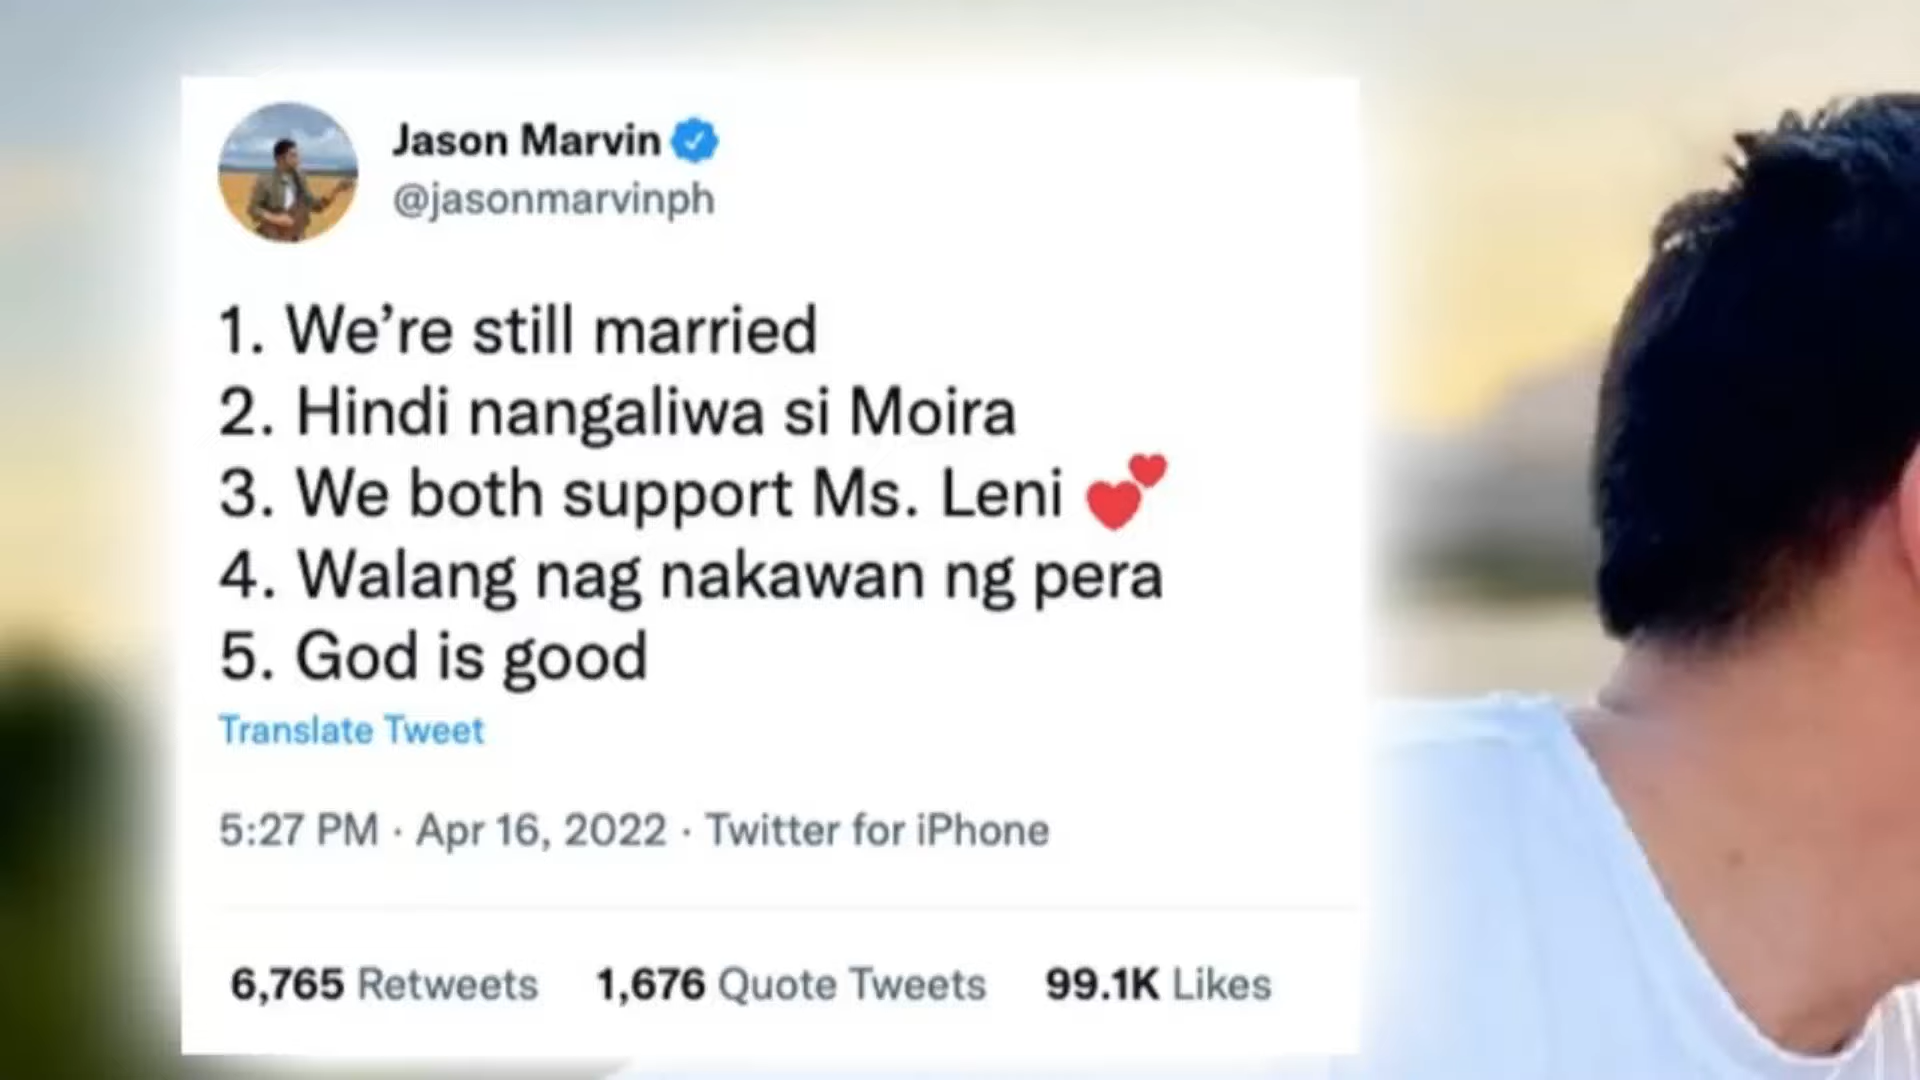 Jason Marvin
@jasonmarvinph
1. We’re still married
2. Hindi nangaliwa si Moira
3. We both support Ms. Leni 💕
4. Walang nag nakawan ng pera
5. God is good
Translate Tweet
5:27 PM · Apr 16, 2022 · Twitter for iPhone
6,765 Retweets 1,676 Quote Tweets 99.1K Likes